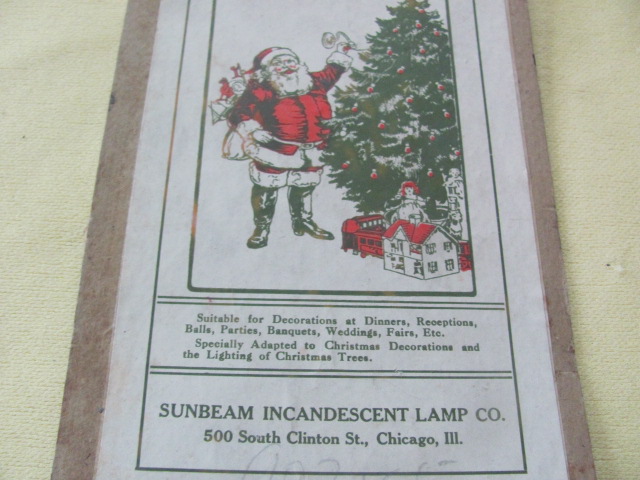 Suitable for Decorations at Dinners, Receptions,
Balls, Parties, Banquets, Weddings, Fairs, Etc.
Specially Adapted to Christmas Decorations and
the Lighting of Christmas Trees.
SUNBEAM INCANDESCENT LAMP CO.
500 South Clinton St., Chicago, Ill.